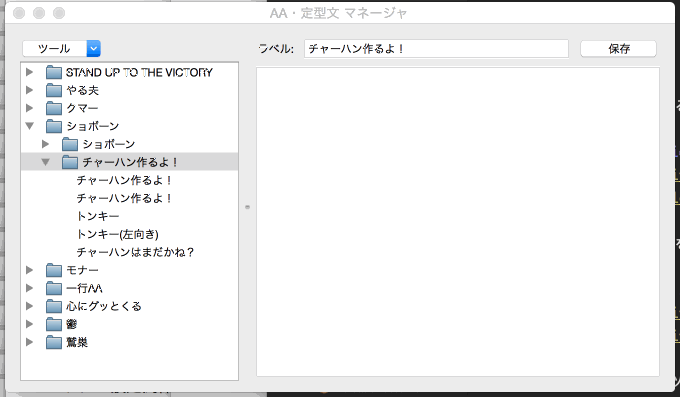 AA・定型文 マネージャ
ツール
ラベル: チャーハン作るよ！ 保存
STAND UP TO THE VICTORY
やる夫
クマー
ショボーン
ショボーン
チャーハン作るよ！
チャーハン作るよ！
チャーハン作るよ！
トンキー
トンキー(左向き)
チャーハンはまだかね？
モナー
一行AA
心にグッとくる
鬱
鷲巣